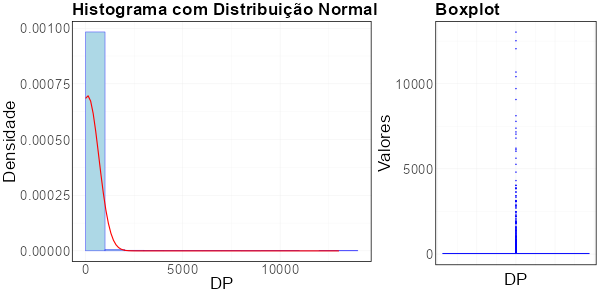 Histograma com Distribuição Normal
0.00100
0.00075
0.00050
0.00025
0.00000
Densidade
0
5000
10000
DP
Boxplot
10000
5000
0
Valores
DP